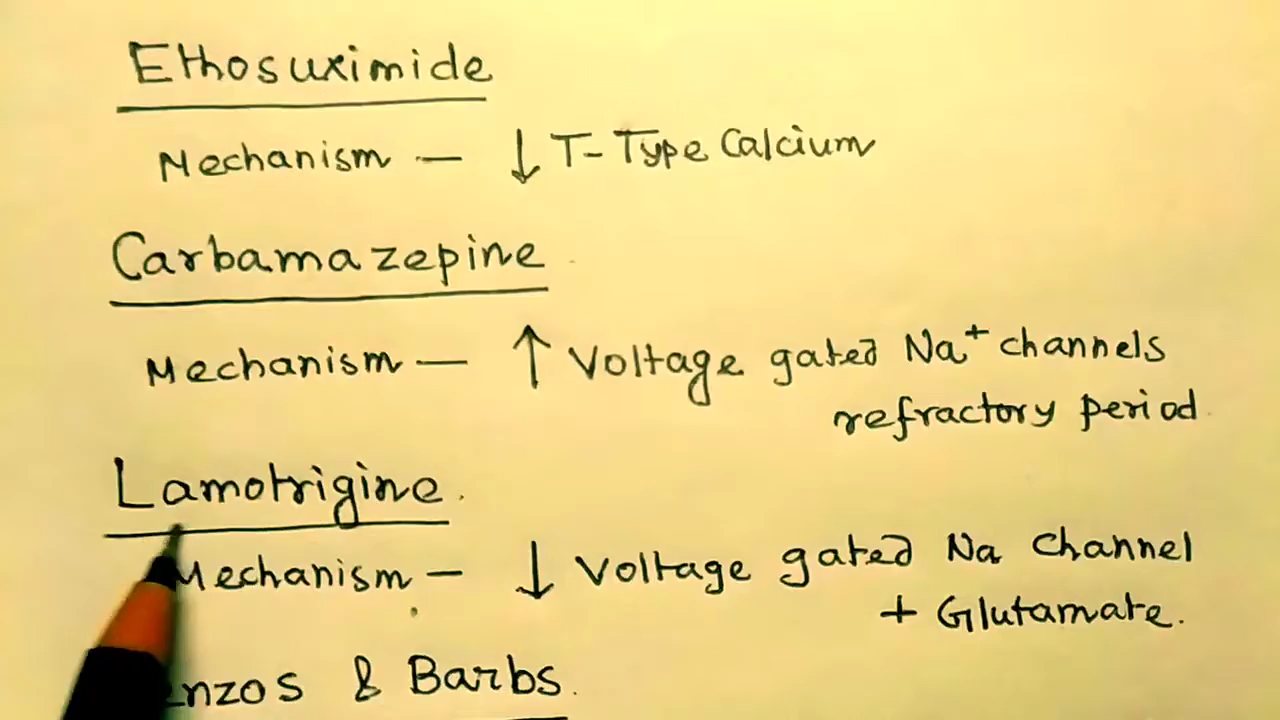 Ethosuximide
Mechanism — ↓ T-Type Calcium
Carbamazepine
Mechanism — ↑ Voltage gated Na⁺ channels
refractory period
Lamotrigine.
Mechanism — ↓ Voltage gated Na channel
+ Glutamate.
& Barbs.